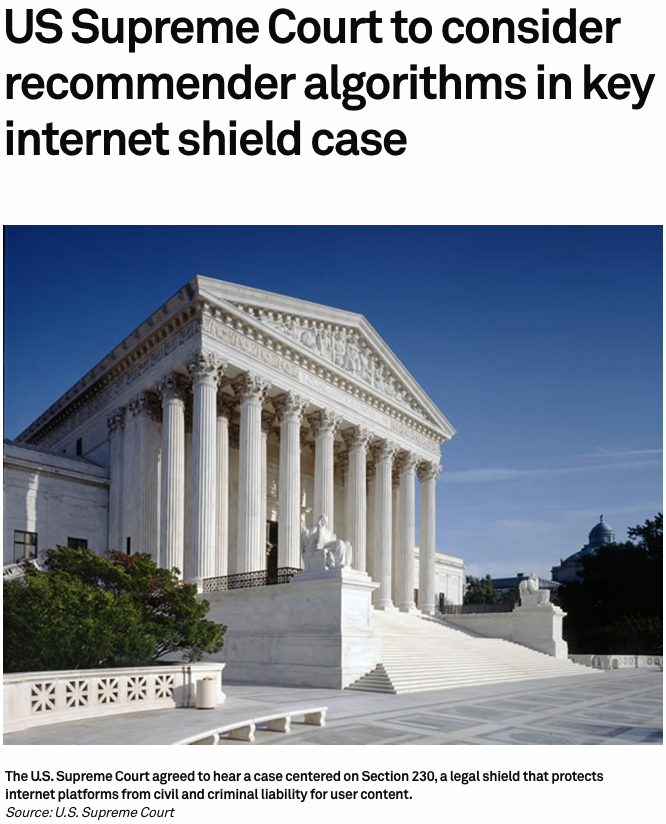 US Supreme Court to consider
recommender algorithms in key
internet shield case
The U.S. Supreme Court agreed to hear a case centered on Section 230, a legal shield that protects
internet platforms from civil and criminal liability for user content.
Source: U.S. Supreme Court